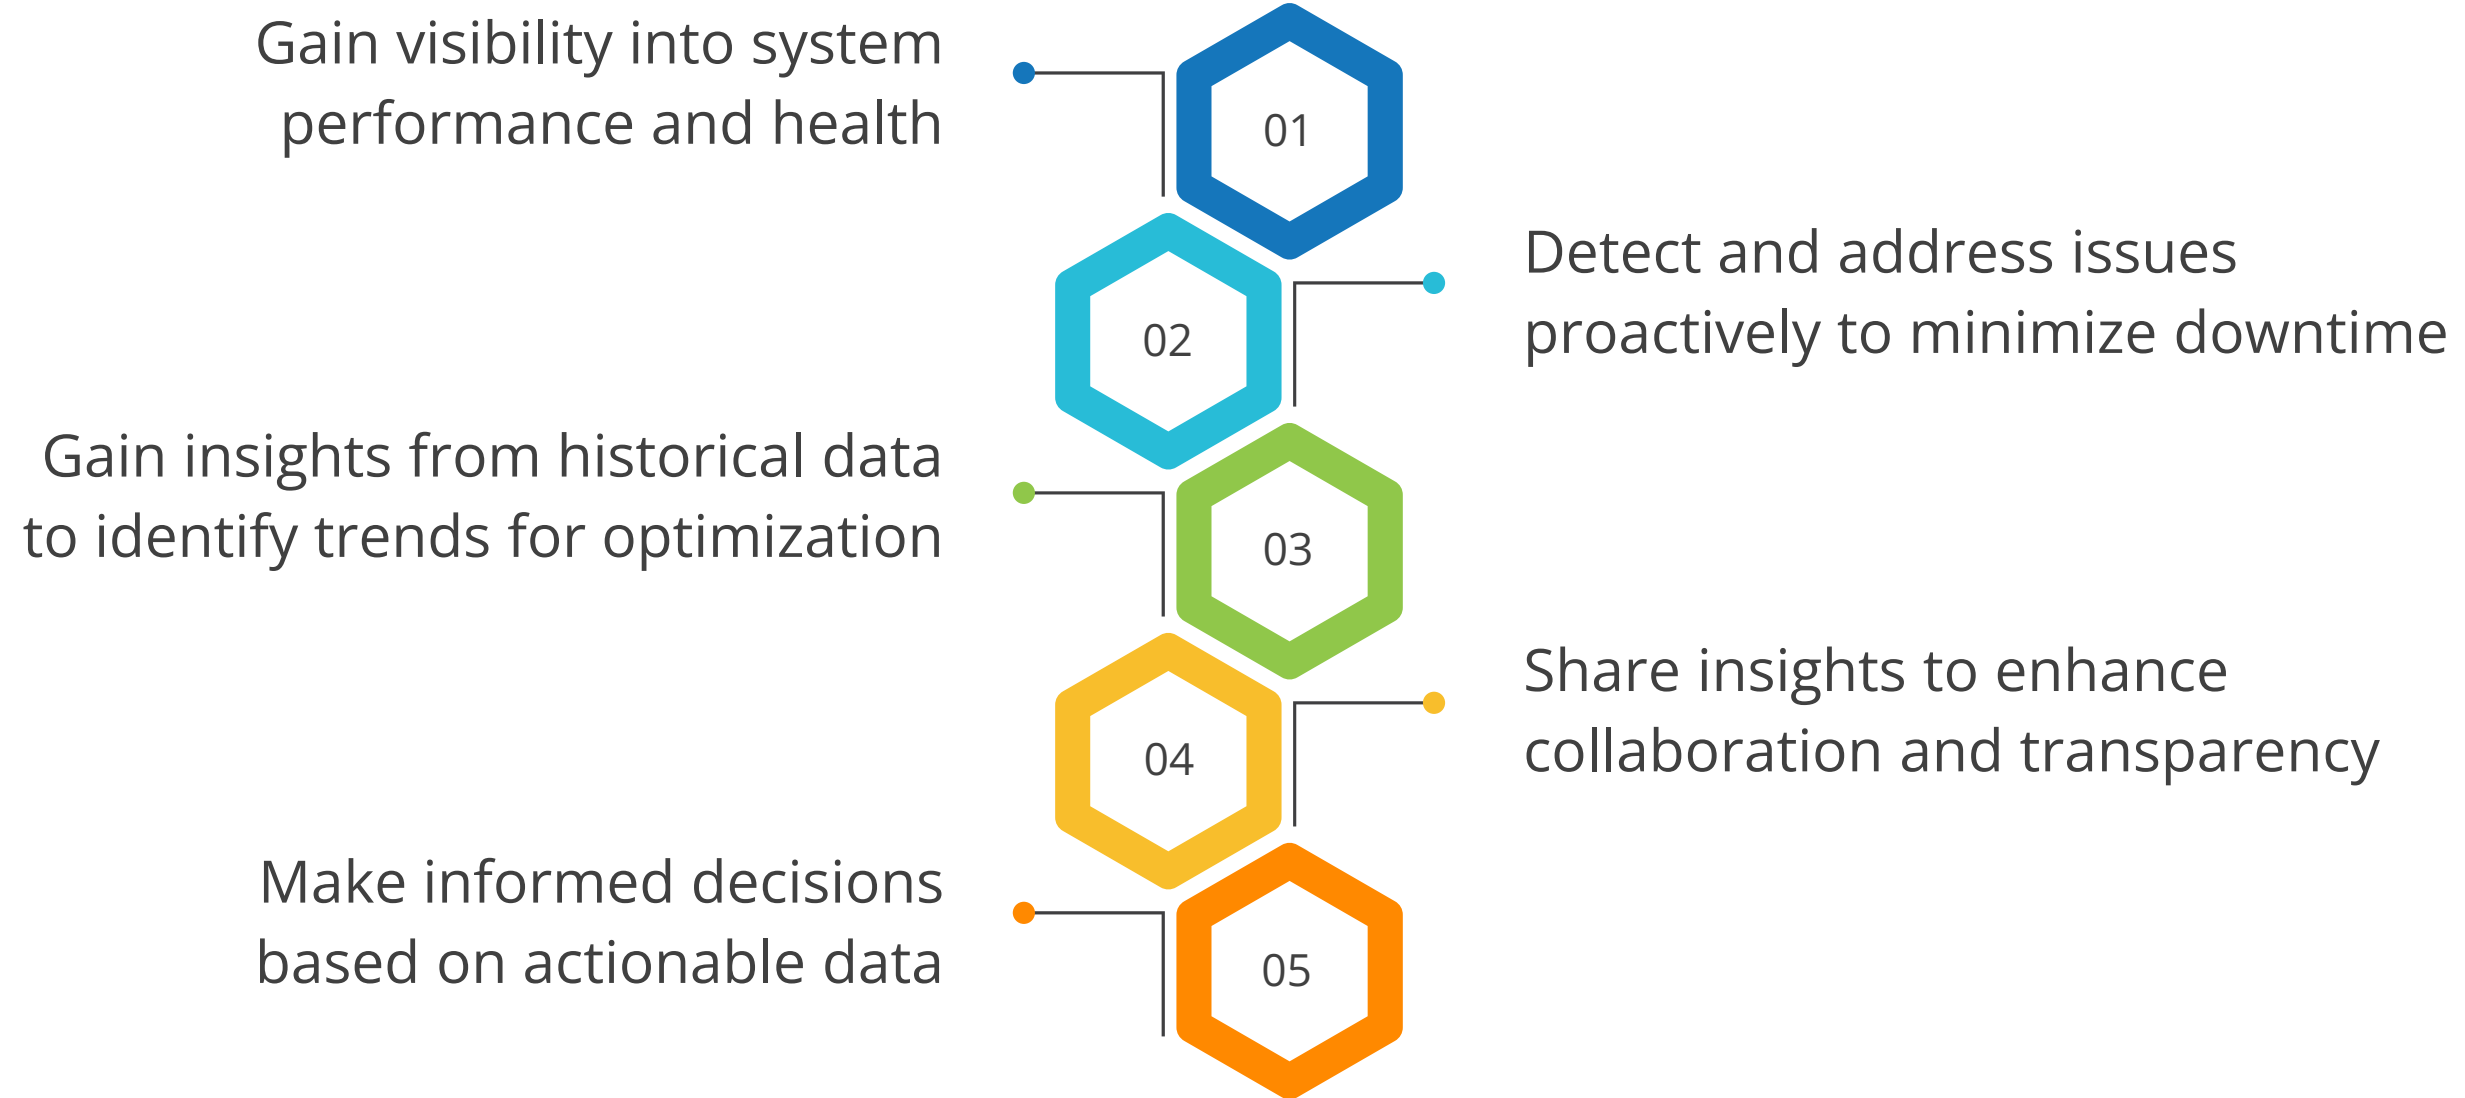 Gain visibility into system
performance and health
01
Detect and address issues
proactively to minimize downtime
02
Gain insights from historical data
to identify trends for optimization
03
Share insights to enhance
collaboration and transparency
04
Make informed decisions
based on actionable data
05